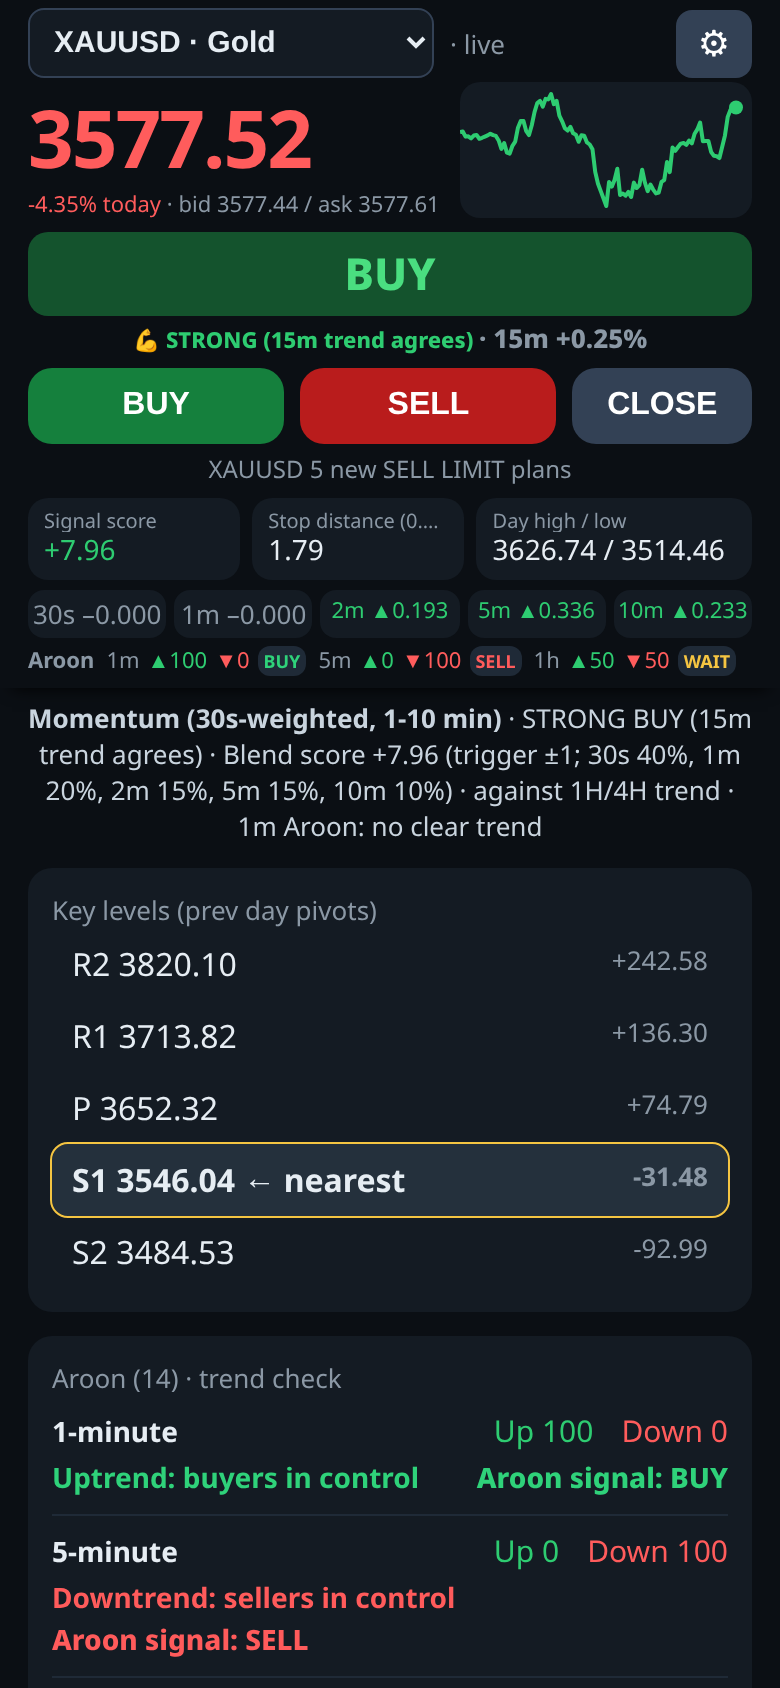 XAUUSD · Gold
· live
3577.52
-4.35% today · bid 3577.44 / ask 3577.61
BUY
💪 STRONG (15m trend agrees) · 15m +0.25%
BUY SELL CLOSE
XAUUSD 5 new SELL LIMIT plans
Signal score
+7.96
Stop distance (0....
1.79
Day high / low
3626.74 / 3514.46
30s –0.000 1m –0.000 2m ▲0.193 5m ▲0.336 10m ▲0.233
Aroon 1m ▲100 ▼0 BUY 5m ▲0 ▼100 SELL 1h ▲50 ▼50 WAIT
Momentum (30s-weighted, 1-10 min) · STRONG BUY (15m
trend agrees) · Blend score +7.96 (trigger ±1; 30s 40%, 1m
20%, 2m 15%, 5m 15%, 10m 10%) · against 1H/4H trend ·
1m Aroon: no clear trend
Key levels (prev day pivots)
R2 3820.10 +242.58
R1 3713.82 +136.30
P 3652.32 +74.79
S1 3546.04 ← nearest -31.48
S2 3484.53 -92.99
Aroon (14) · trend check
1-minute Up 100 Down 0
Uptrend: buyers in control Aroon signal: BUY
5-minute Up 0 Down 100
Downtrend: sellers in control
Aroon signal: SELL